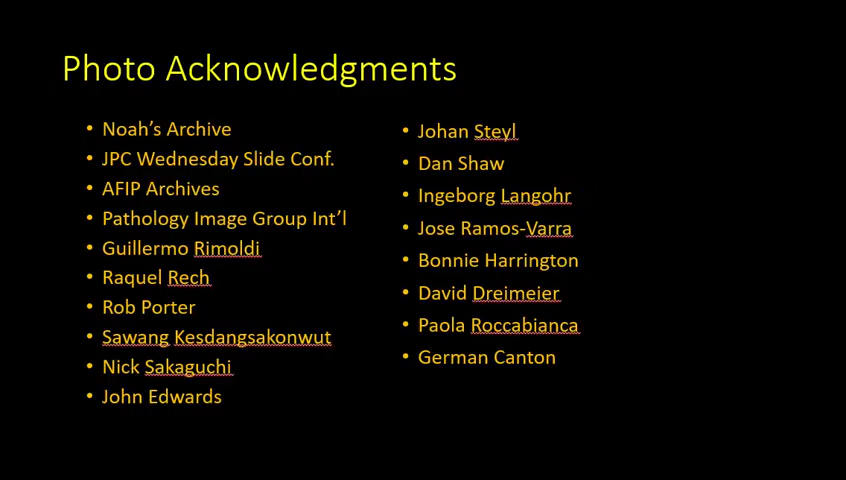 Photo Acknowledgments
• Noah's Archive
• JPC Wednesday Slide Conf.
• AFIP Archives
• Pathology Image Group Int'l
• Guillermo Rimoldi
• Raquel Rech
• Rob Porter
• Sawang Kesdangsakonwut
• Nick Sakaguchi
• John Edwards
• Johan Steyl
• Dan Shaw
• Ingeborg Langohr
• Jose Ramos-Varra
• Bonnie Harrington
• David Dreimeier
• Paola Roccabianca
• German Canton